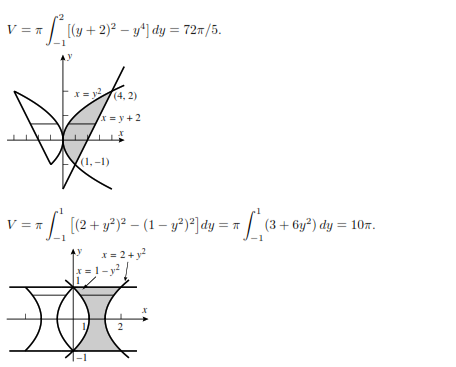 V = π ∫_{-1}^{2} [(y + 2)² − y⁴] dy = 72π/5.
y
x = y²
(4, 2)
x = y + 2
x
(1, –1)
V = π ∫_{-1}^{1} [(2 + y²)² − (1 − y²)²] dy = π ∫_{-1}^{1} (3 + 6y²) dy = 10π.
y
x = 2 + y²
x = 1 – y²
1
x
1
2
–1